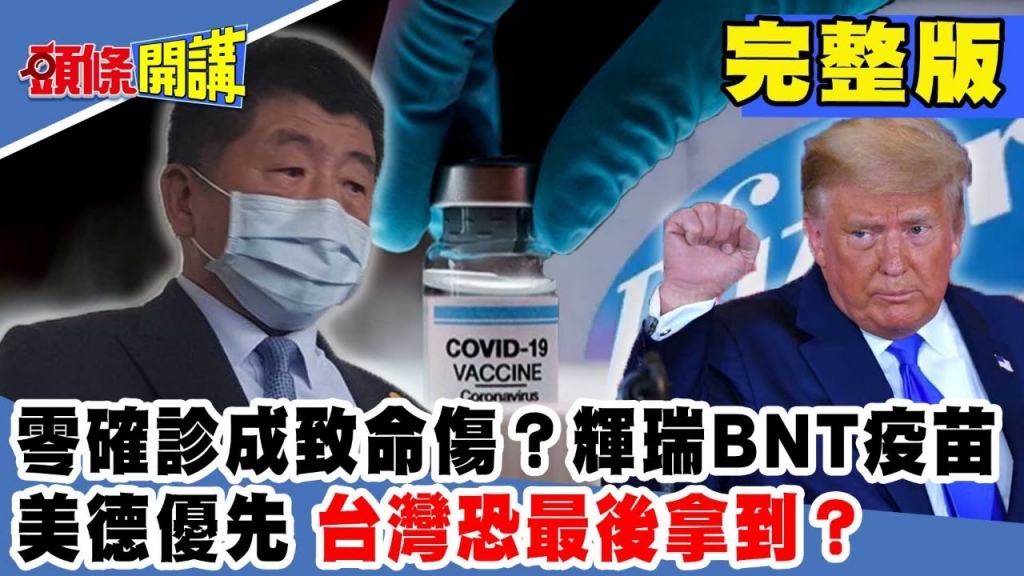 頭條開講
完整版
COVID-19
VACCINE
Coronavirus
Pfizer
零確診成致命傷？輝瑞BNT疫苗
美德優先 台灣恐最後拿到？